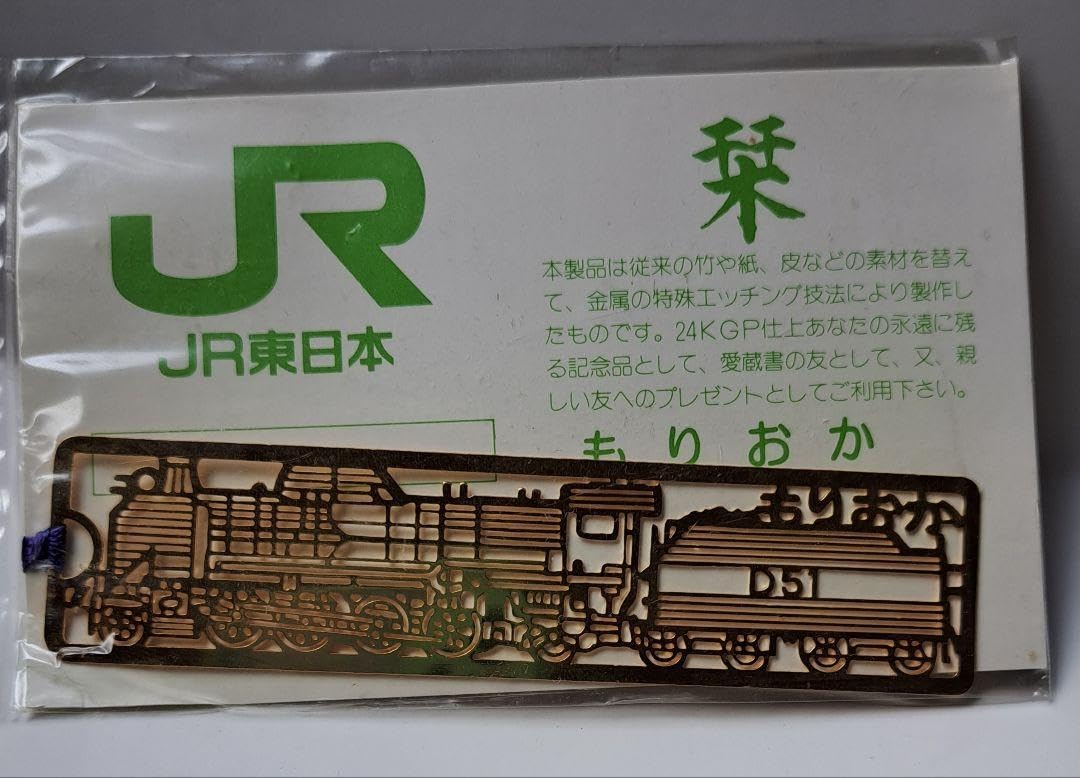 JR
JR東日本
栞
本製品は従来の竹や紙、皮などの素材を替え
て、金属の特殊エッチング技法により製作し
たものです。24KGP仕上あなたの永遠に残
る記念品として、愛蔵書の友として、又、親
しい友へのプレゼントとしてご利用下さい。
もりおか
もりおか
D51